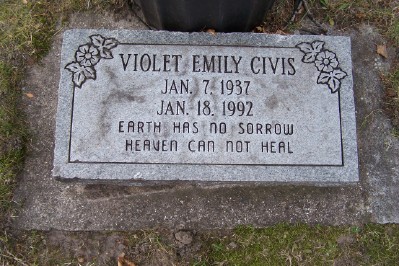 VIOLET EMILY CIVIS
JAN. 7, 1937
JAN. 18, 1992
EARTH HAS NO SORROW
HEAVEN CAN NOT HEAL